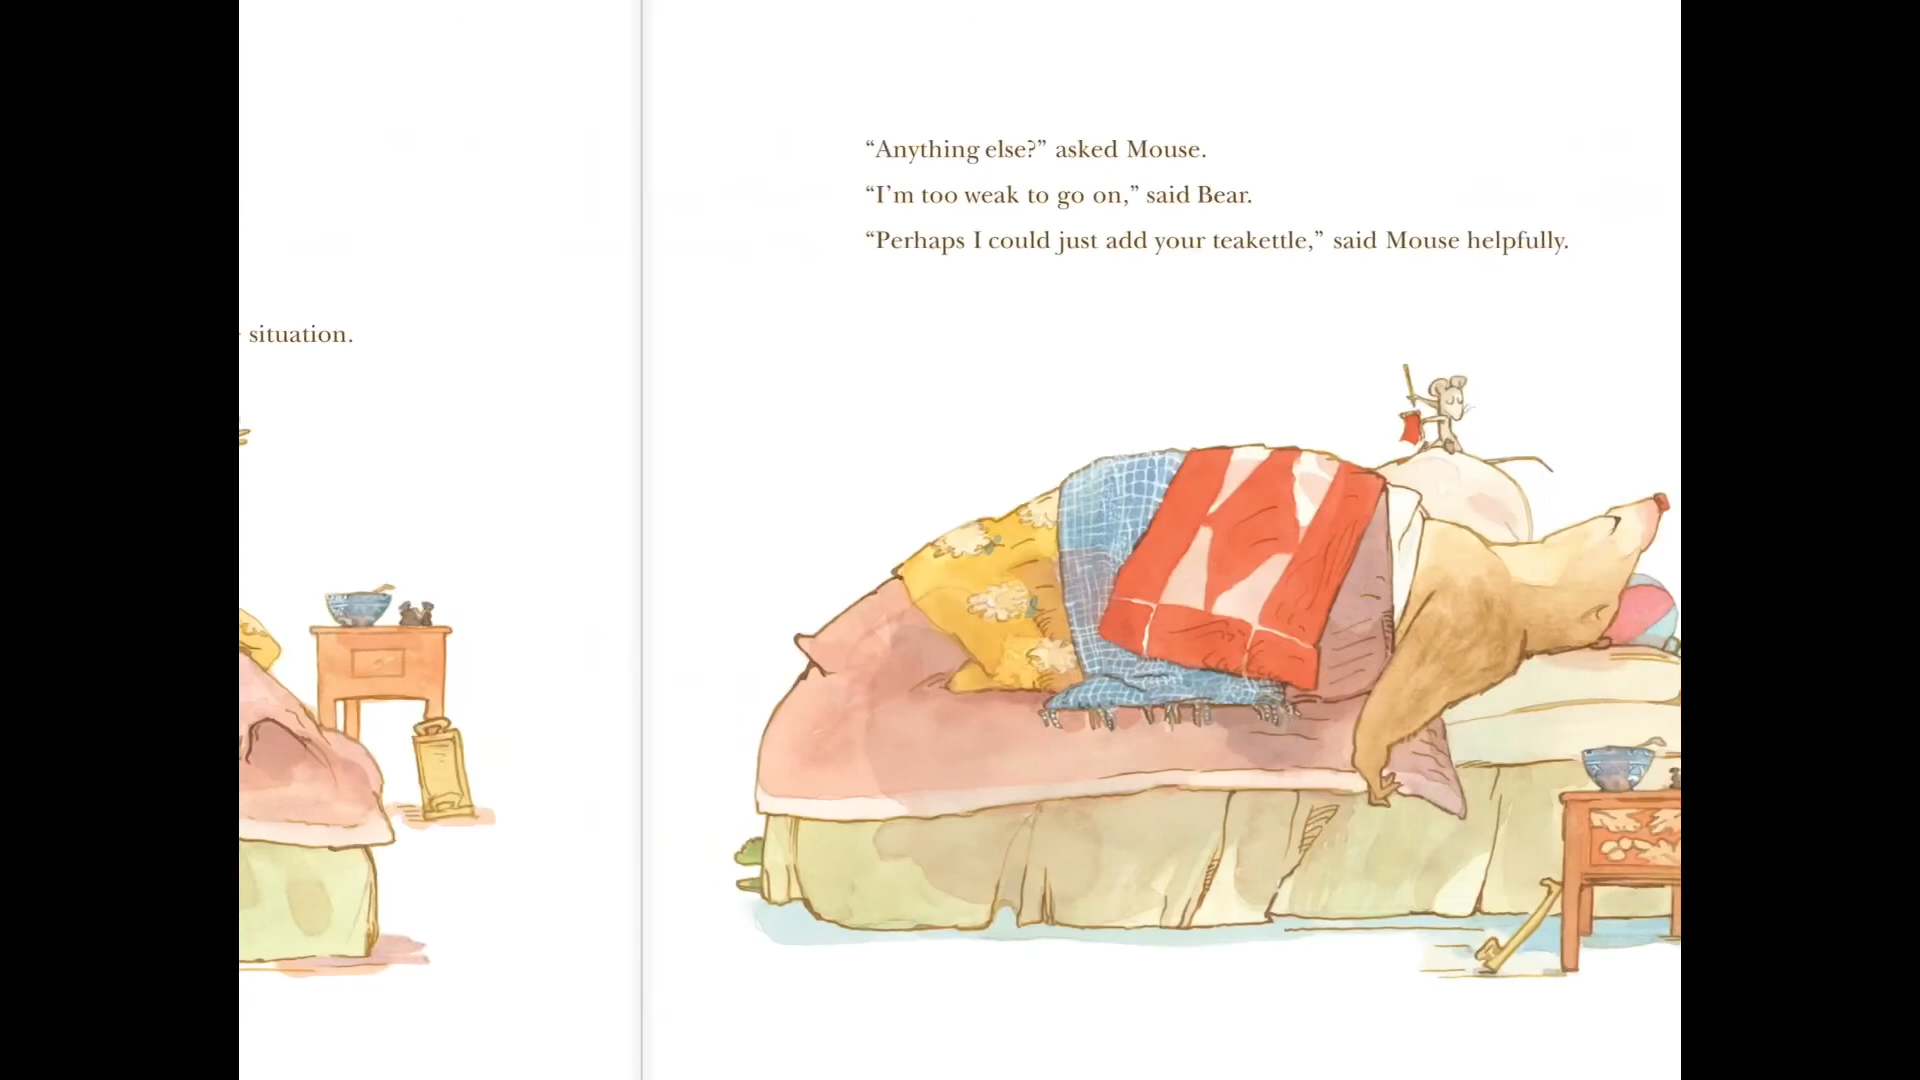 situation.
“Anything else?” asked Mouse.
“I’m too weak to go on,” said Bear.
“Perhaps I could just add your teakettle,” said Mouse helpfully.